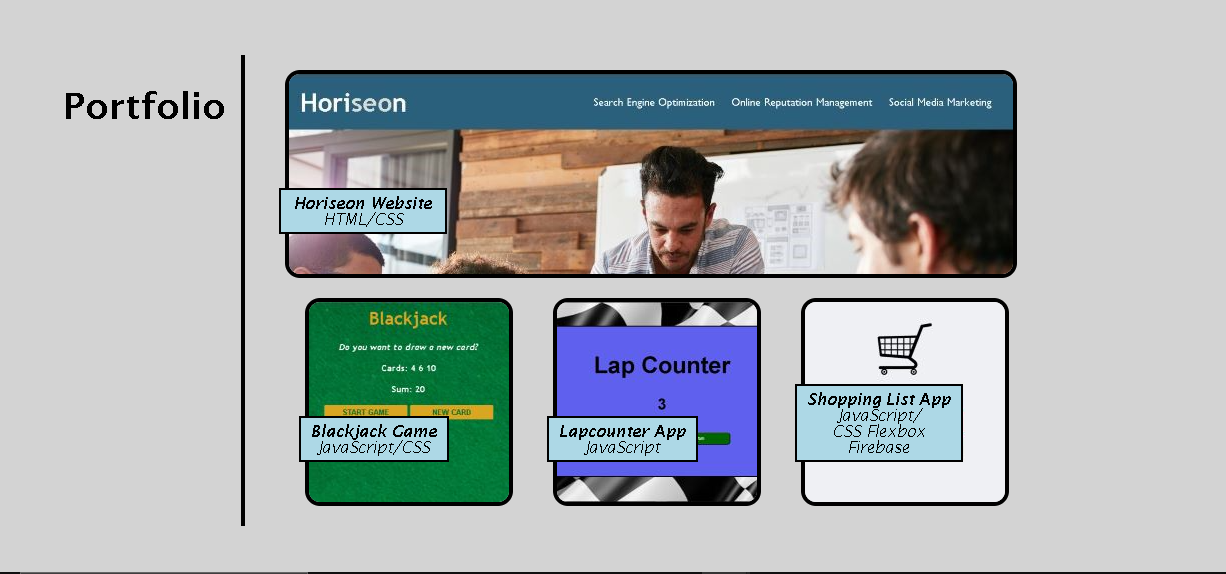 Portfolio
Horiseon
Search Engine Optimization Online Reputation Management Social Media Marketing
Horiseon Website
HTML/CSS
Blackjack
Do you want to draw a new card?
Cards: 4 6 10
Sum: 20
START GAME NEW CARD
Blackjack Game
JavaScript/CSS
Lap Counter
3
Lapcounter App
JavaScript
Shopping List App
JavaScript/
CSS Flexbox
Firebase